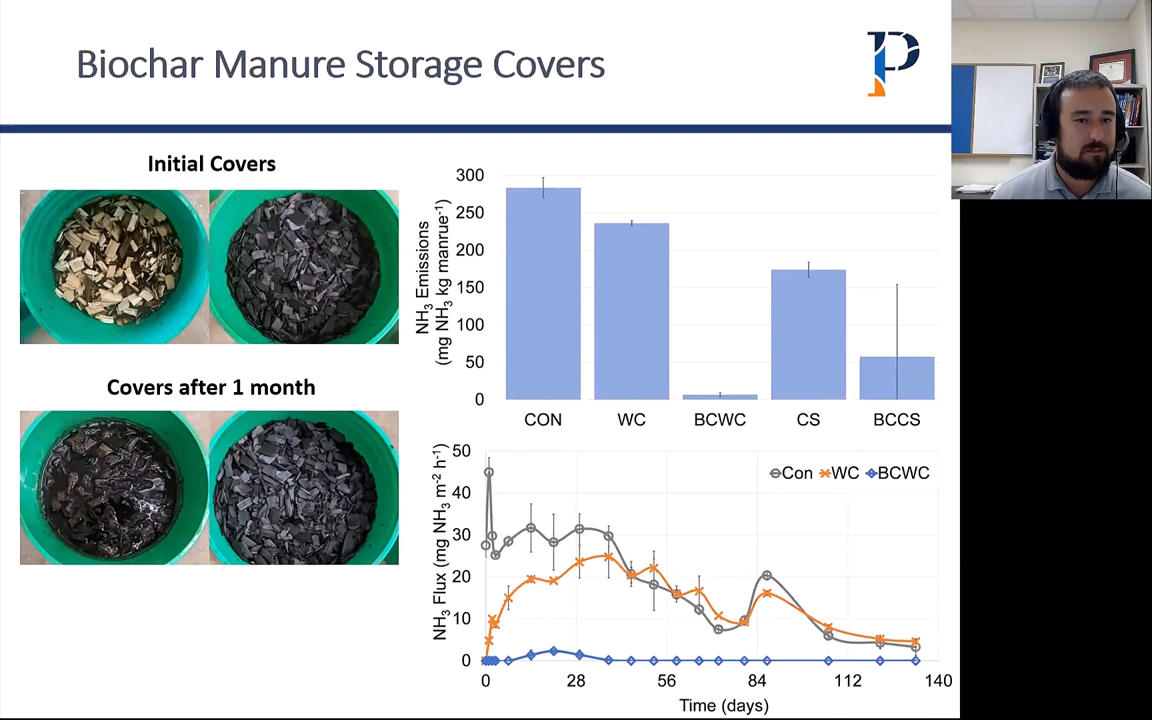 Biochar Manure Storage Covers
P
Initial Covers
Covers after 1 month
NH3 Emissions
(mg NH3 kg manrue-1)
300
250
200
150
100
50
0
CON WC BCWC CS BCCS
NH3 Flux (mg NH3 m-2 h-1)
50
40
30
20
10
0
Con WC BCWC
0 28 56 84 112 140
Time (days)